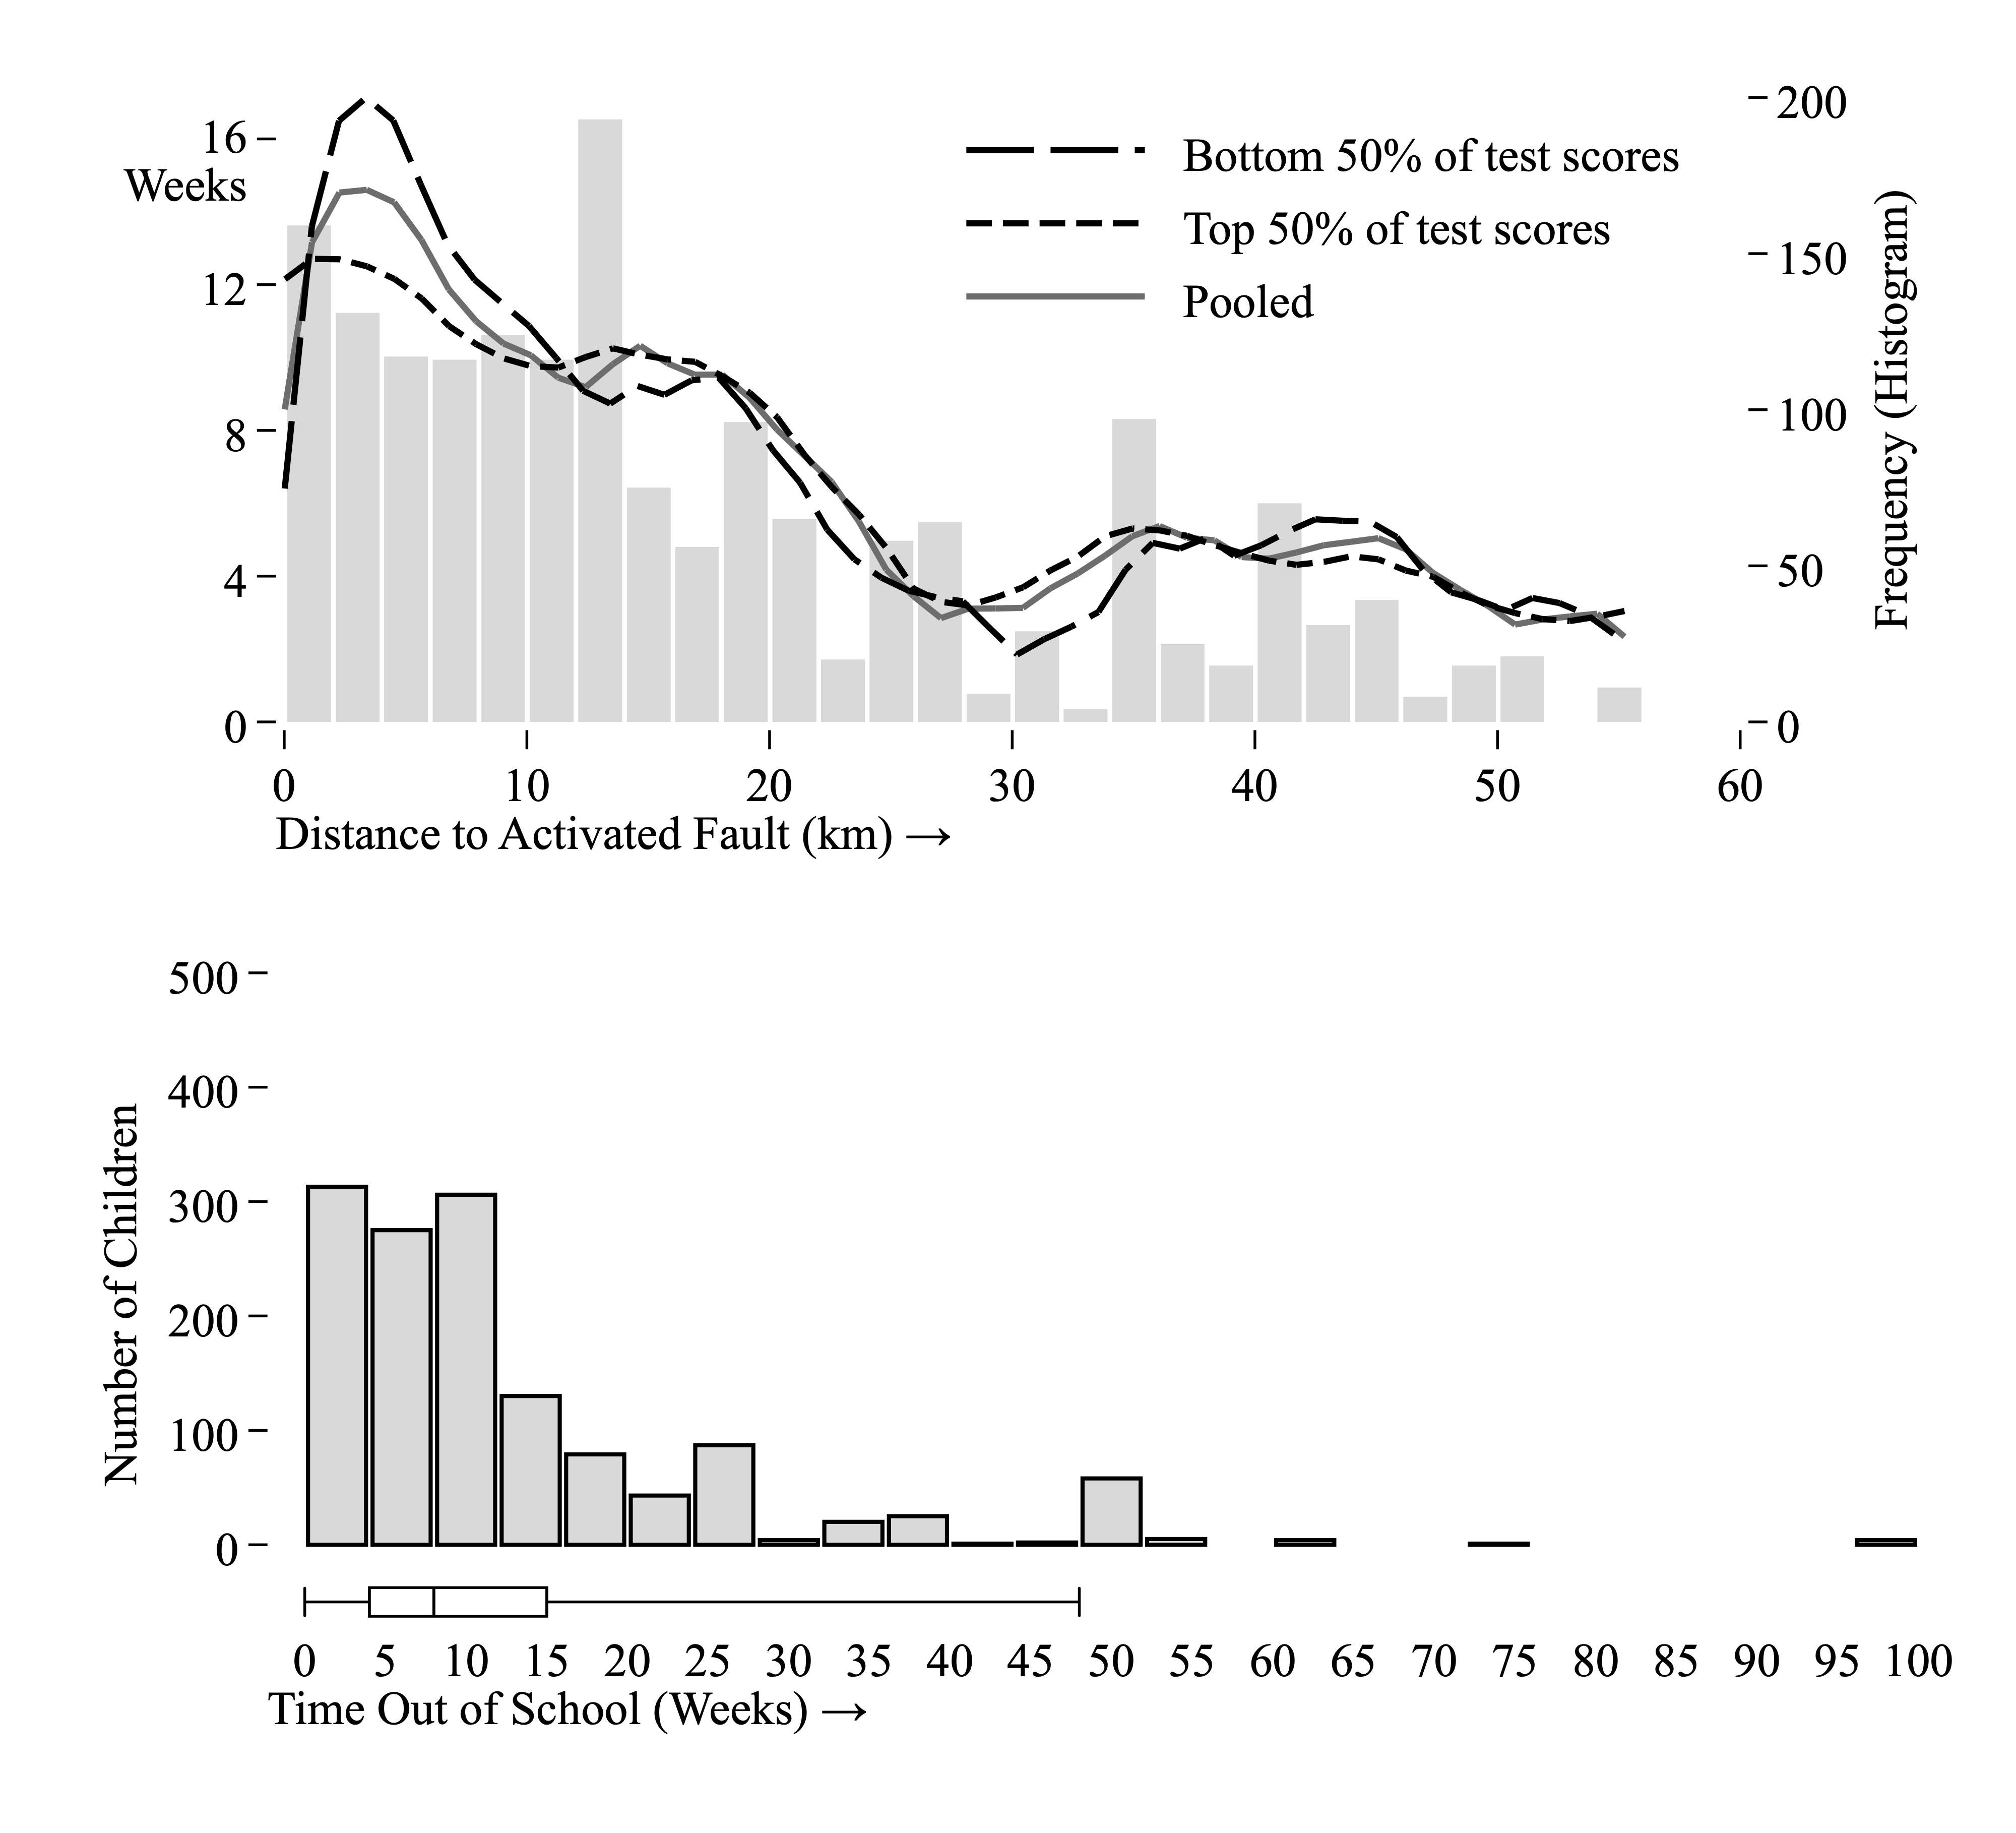 200
16
Weeks
Bottom 50% of test scores
Top 50% of test scores
150
12
Pooled
Frequency (Histogram)
100
8
50
4
0
0
0 10 20 30 40 50 60
Distance to Activated Fault (km) →
500
400
Number of Children
300
200
100
0
0 5 10 15 20 25 30 35 40 45 50 55 60 65 70 75 80 85 90 95 100
Time Out of School (Weeks) →